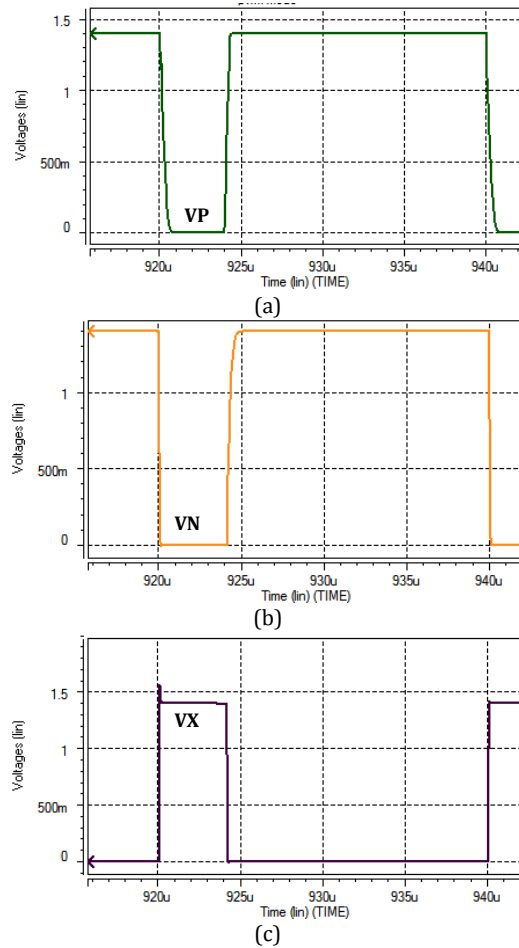 1.5
1
500m
0
Voltages (lin)
VP
920u 925u 930u 935u 940u
Time (lin) (TIME)
(a)
1
500m
0
Voltages (lin)
VN
920u 925u 930u 935u 940u
Time (lin) (TIME)
(b)
1.5
1
500m
0
Voltages (lin)
VX
920u 925u 930u 935u 940u
Time (lin) (TIME)
(c)